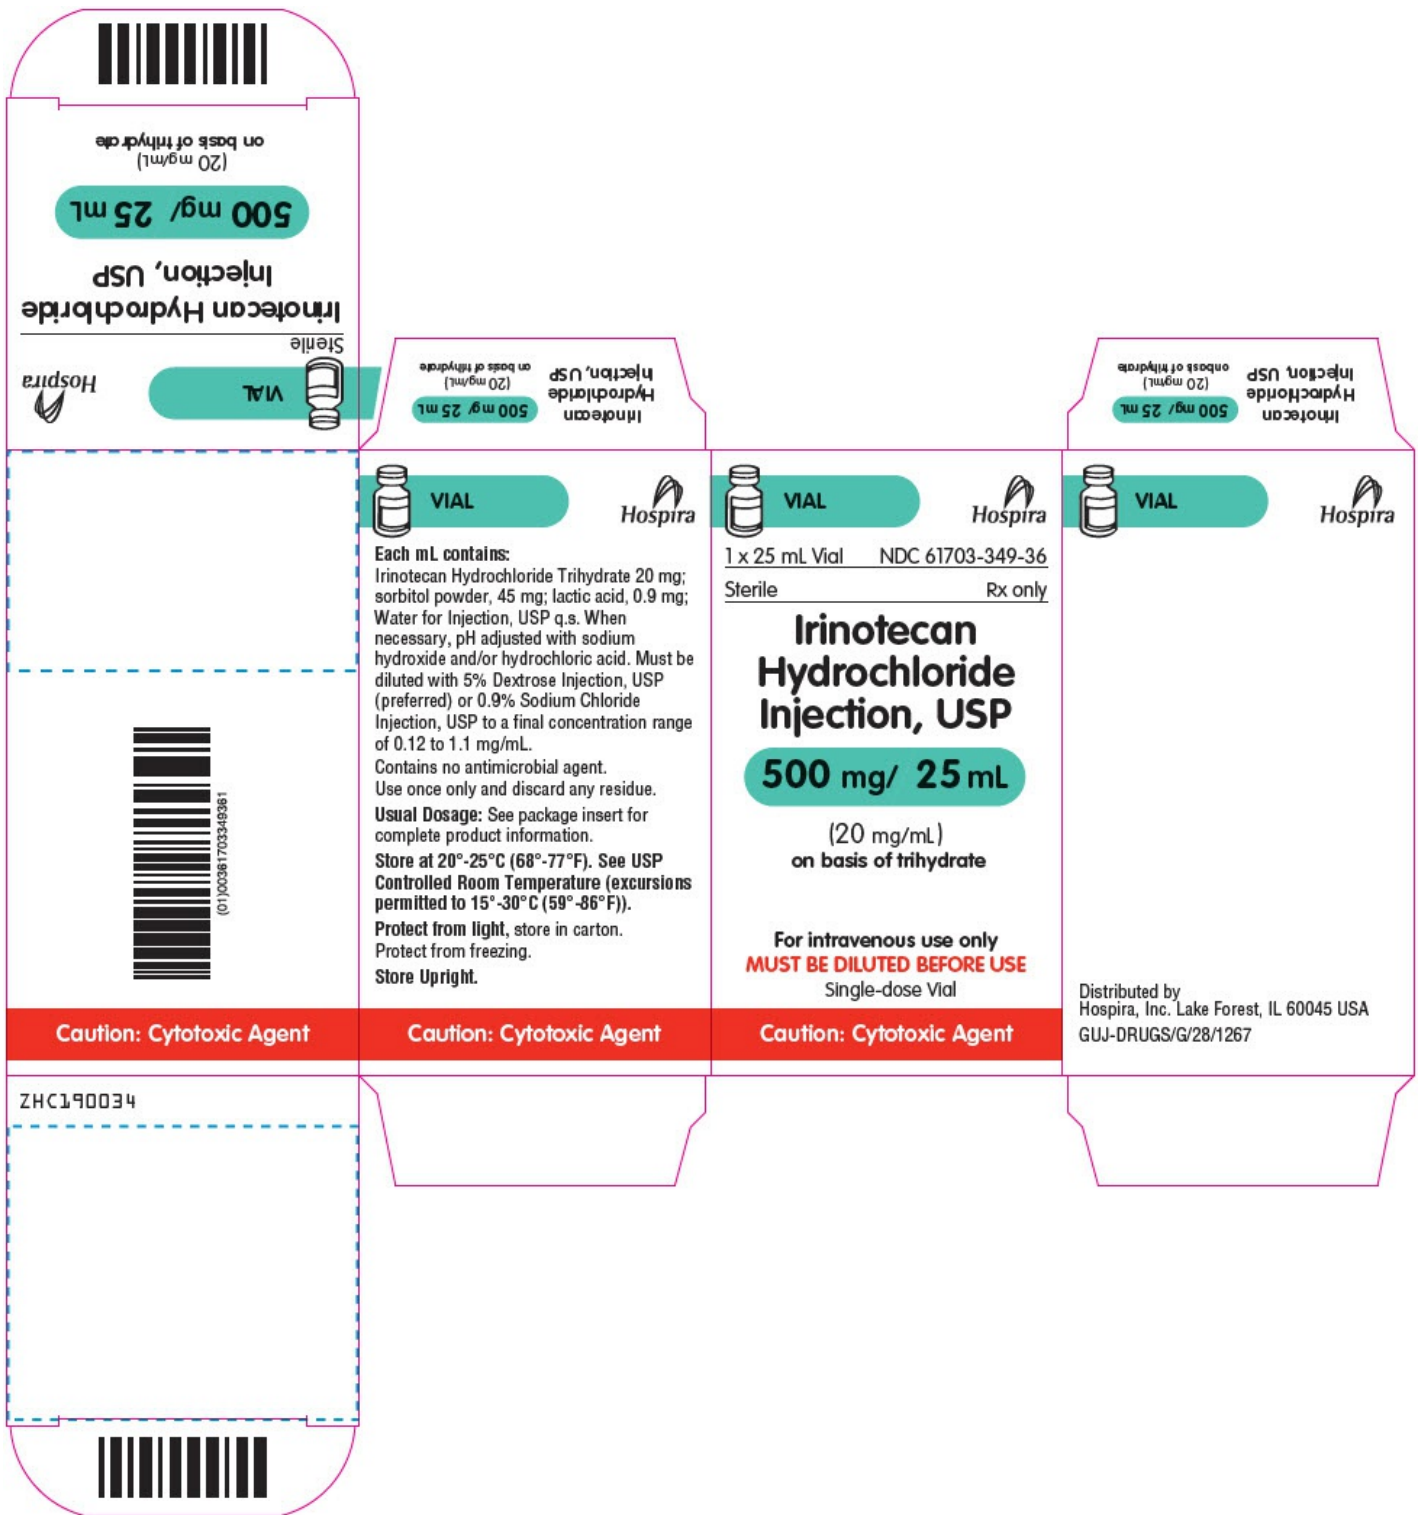 on basis of trihydrate
(20 mg/mL)
500 mg/ 25 mL
Injection, USP
Irinotecan Hydrochloride
Sterile
VIAL
Hospira
Irinotecan
Hydrochloride
Injection, USP
500 mg/ 25 mL
(20 mg/mL)
on basis of trihydrate
Irinotecan
Hydrochloride
Injection, USP
500 mg/ 25 mL
(20 mg/mL)
on basis of trihydrate
(01)00361703349361
Caution: Cytotoxic Agent
ZHC190034
VIAL
Hospira
Each mL contains:
Irinotecan Hydrochloride Trihydrate 20 mg;
sorbitol powder, 45 mg; lactic acid, 0.9 mg;
Water for Injection, USP q.s. When
necessary, pH adjusted with sodium
hydroxide and/or hydrochloric acid. Must be
diluted with 5% Dextrose Injection, USP
(preferred) or 0.9% Sodium Chloride
Injection, USP to a final concentration range
of 0.12 to 1.1 mg/mL.
Contains no antimicrobial agent.
Use once only and discard any residue.
Usual Dosage: See package insert for
complete product information.
Store at 20°-25°C (68°-77°F). See USP
Controlled Room Temperature (excursions
permitted to 15°-30°C (59°-86°F)).
Protect from light, store in carton.
Protect from freezing.
Store Upright.
Caution: Cytotoxic Agent
VIAL
Hospira
1 x 25 mL Vial NDC 61703-349-36
Sterile Rx only
Irinotecan
Hydrochloride
Injection, USP
500 mg/ 25 mL
(20 mg/mL)
on basis of trihydrate
For intravenous use only
MUST BE DILUTED BEFORE USE
Single-dose Vial
Caution: Cytotoxic Agent
VIAL
Hospira
Distributed by
Hospira, Inc. Lake Forest, IL 60045 USA
GUJ-DRUGS/G/28/1267